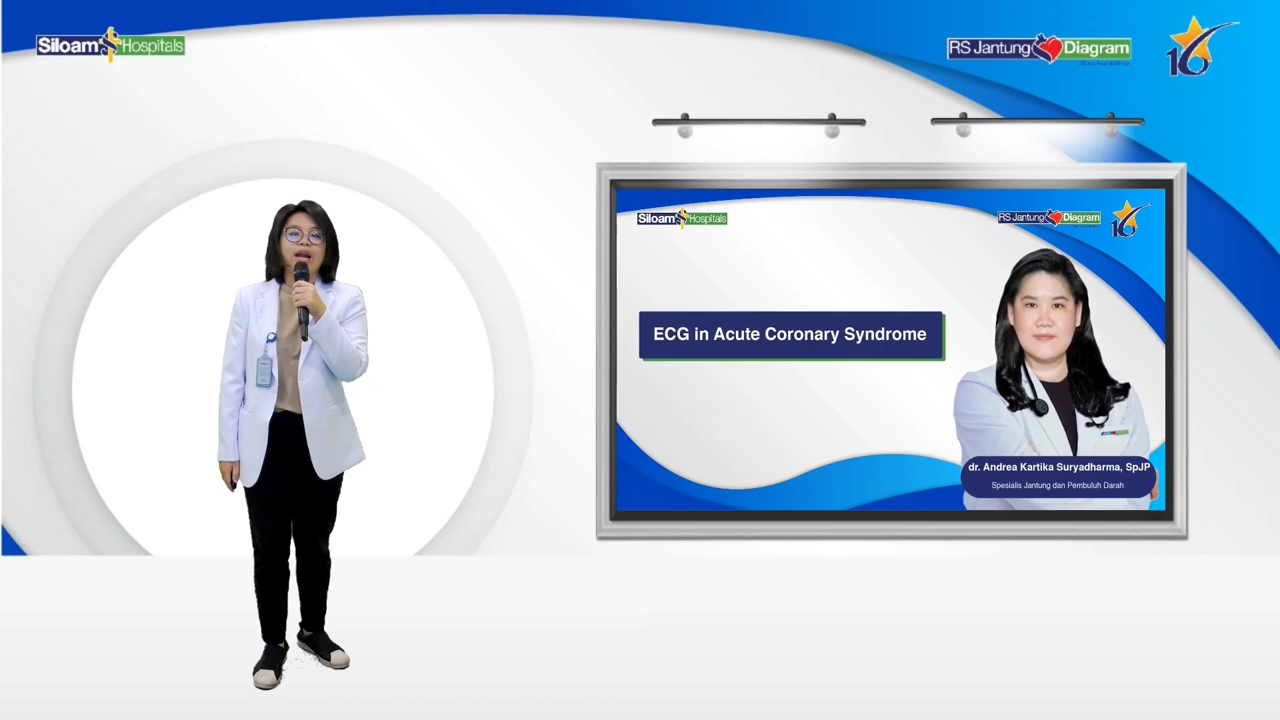 Siloam Hospitals
RS Jantung Diagram
16
Siloam Hospitals
RS Jantung Diagram
16
ECG in Acute Coronary Syndrome
dr. Andrea Kartika Suryadharma, SpJP
Spesialis Jantung dan Pembuluh Darah